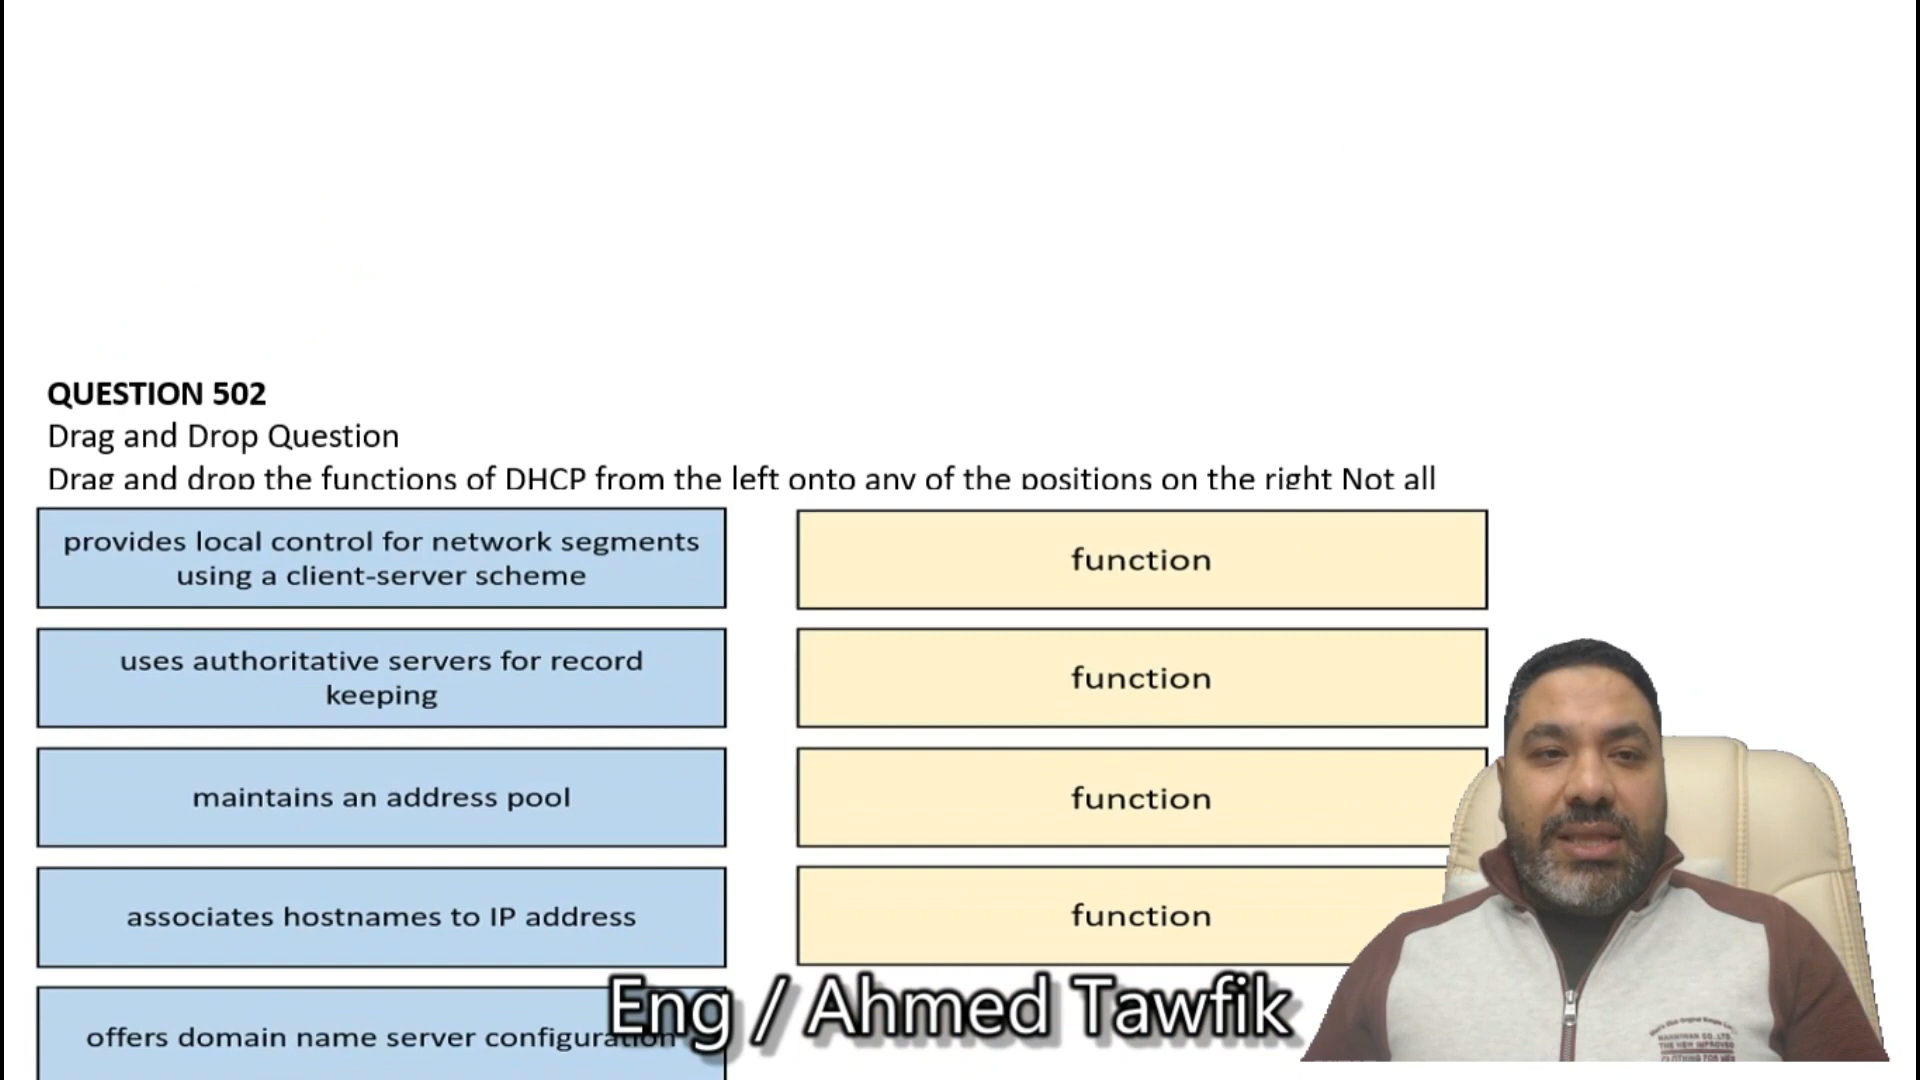 QUESTION 502
Drag and Drop Question
Drag and drop the functions of DHCP from the left onto any of the positions on the right Not all
provides local control for network segments
using a client-server scheme
function
uses authoritative servers for record
keeping
function
maintains an address pool
function
associates hostnames to IP address
function
offers domain name server configuration
Eng / Ahmed Tawfik